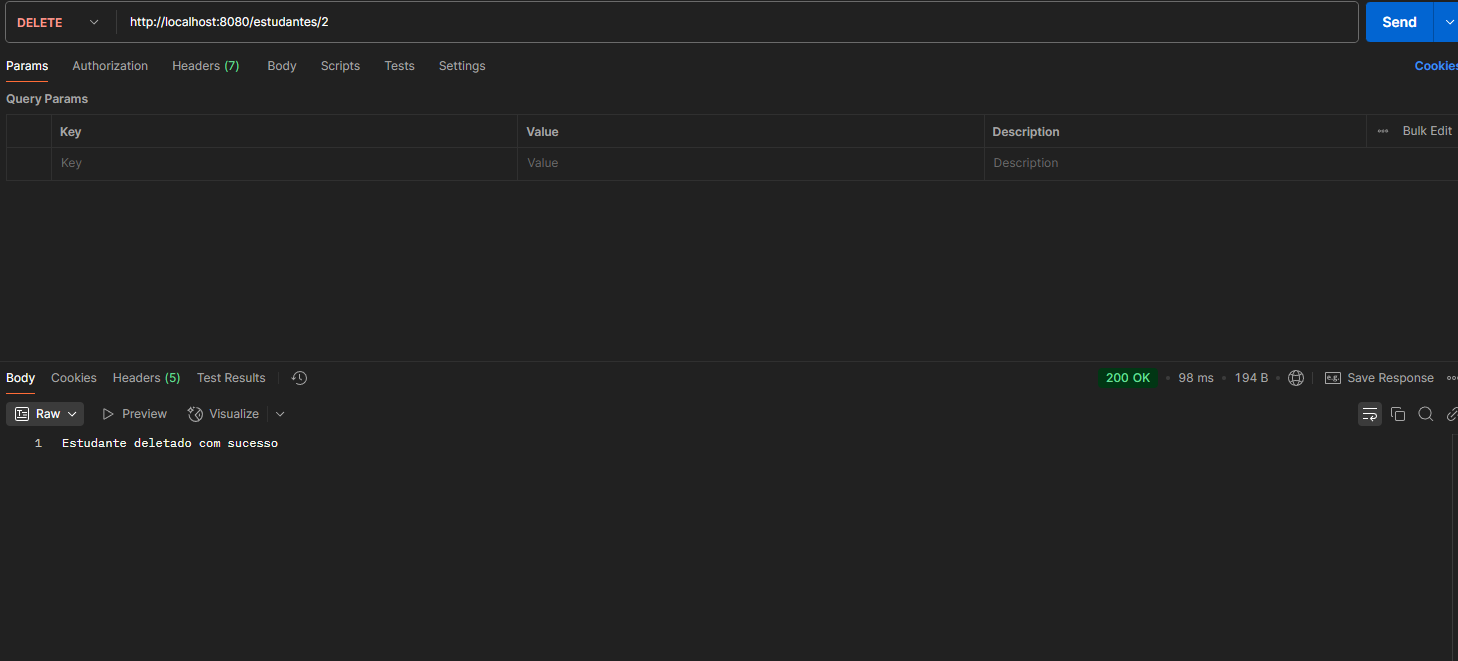 DELETE http://localhost:8080/estudantes/2 Send
Params Authorization Headers (7) Body Scripts Tests Settings Cookies
Query Params
Key Value Description Bulk Edit
Key Value Description
Body Cookies Headers (5) Test Results 200 OK • 98 ms • 194 B • e.g. Save Response
Raw Preview Visualize
1 Estudante deletado com sucesso